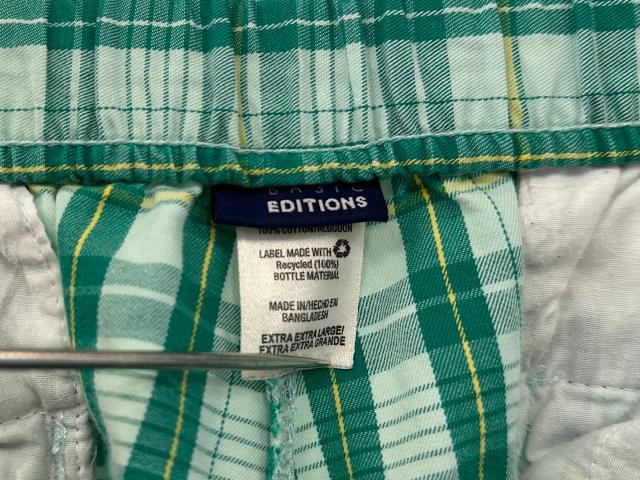 BASIC
EDITIONS
100% COTTON/ALGODON
LABEL MADE WITH
Recycled (100%)
BOTTLE MATERIAL
MADE IN/HECHO EN
BANGLADESH
EXTRA EXTRA LARGE/
EXTRA EXTRA GRANDE